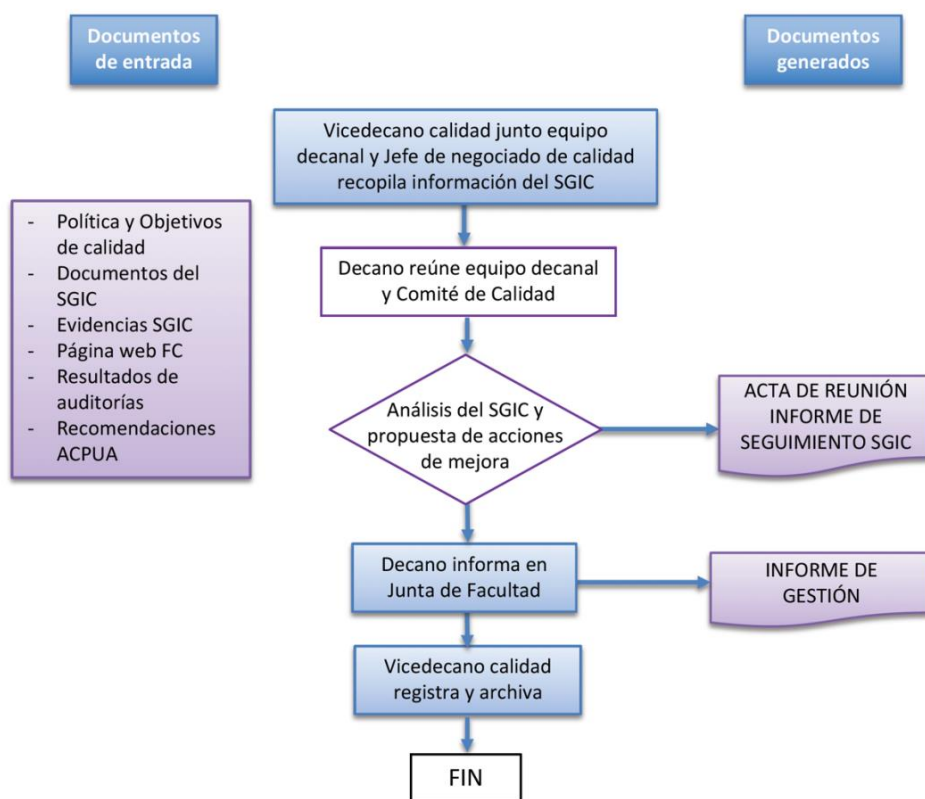 Documentos
de entrada
Documentos
generados
Vicedecano calidad junto equipo
decanal y Jefe de negociado de calidad
recopila información del SGIC
- Política y Objetivos
de calidad
- Documentos del
SGIC
- Evidencias SGIC
- Página web FC
- Resultados de
auditorías
- Recomendaciones
ACPUA
Decano reúne equipo decanal
y Comité de Calidad
Análisis del SGIC y
propuesta de acciones
de mejora
ACTA DE REUNIÓN
INFORME DE
SEGUIMIENTO SGIC
Decano informa en
Junta de Facultad
INFORME DE
GESTIÓN
Vicedecano calidad
registra y archiva
FIN